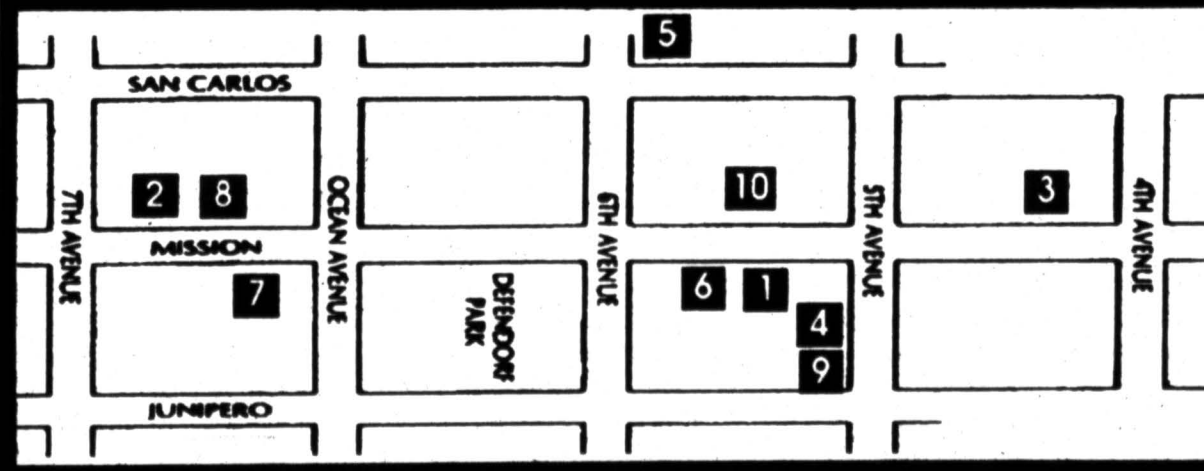 5
SAN CARLOS
2
8
10
3
7TH AVENUE
OCEAN AVENUE
6TH AVENUE
5TH AVENUE
4TH AVENUE
MISSION
7
6
1
4
9
DEFENDORF
PARK
JUNIPERO